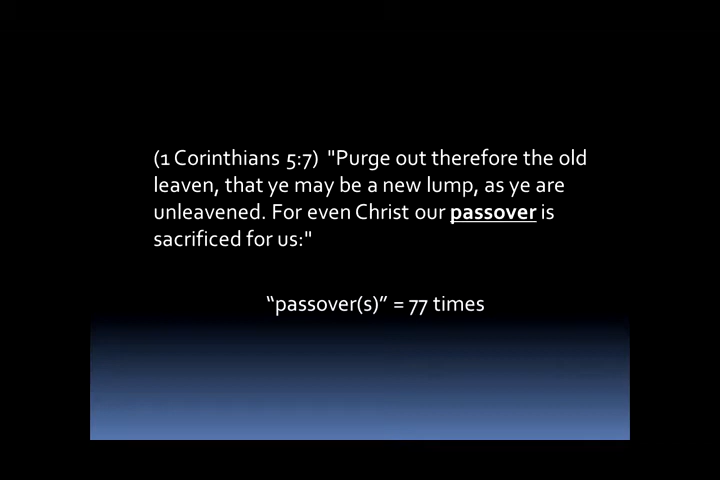 (1 Corinthians 5:7) "Purge out therefore the old
leaven, that ye may be a new lump, as ye are
unleavened. For even Christ our passover is
sacrificed for us:"
“passover(s)” = 77 times